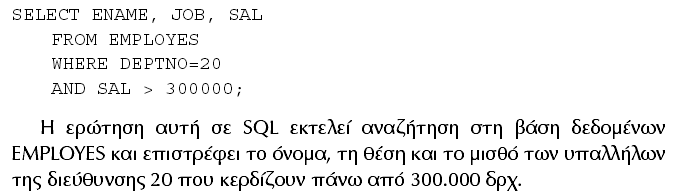 SELECT ENAME, JOB, SAL
FROM EMPLOYES
WHERE DEPTNO=20
AND SAL > 300000;
Η ερώτηση αυτή σε SQL εκτελεί αναζήτηση στη βάση δεδομένων
EMPLOYES και επιστρέφει το όνομα, τη θέση και το μισθό των υπαλλήλων
της διεύθυνσης 20 που κερδίζουν πάνω από 300.000 δρχ.